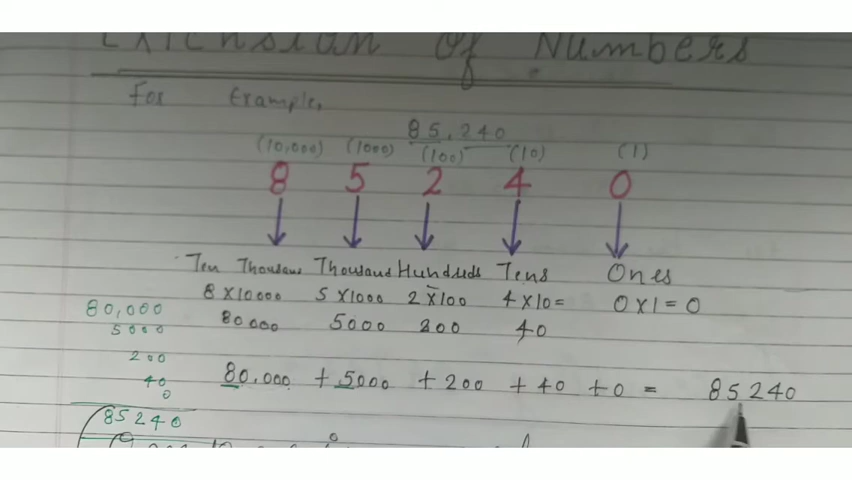 Extension Of Numbers
For Example,
85,240
(10,000) (1000) (100) (10) (1)
8 5 2 4 0
Ten Thousand Thousand Hundreds Tens Ones
8 X 10000 5 X 1000 2 X 100 4 X 10 = 0 X 1 = 0
80000 5000 200 40
80,000
5000
200
40
0
85240
80,000 + 5000 + 200 + 40 + 0 = 85240